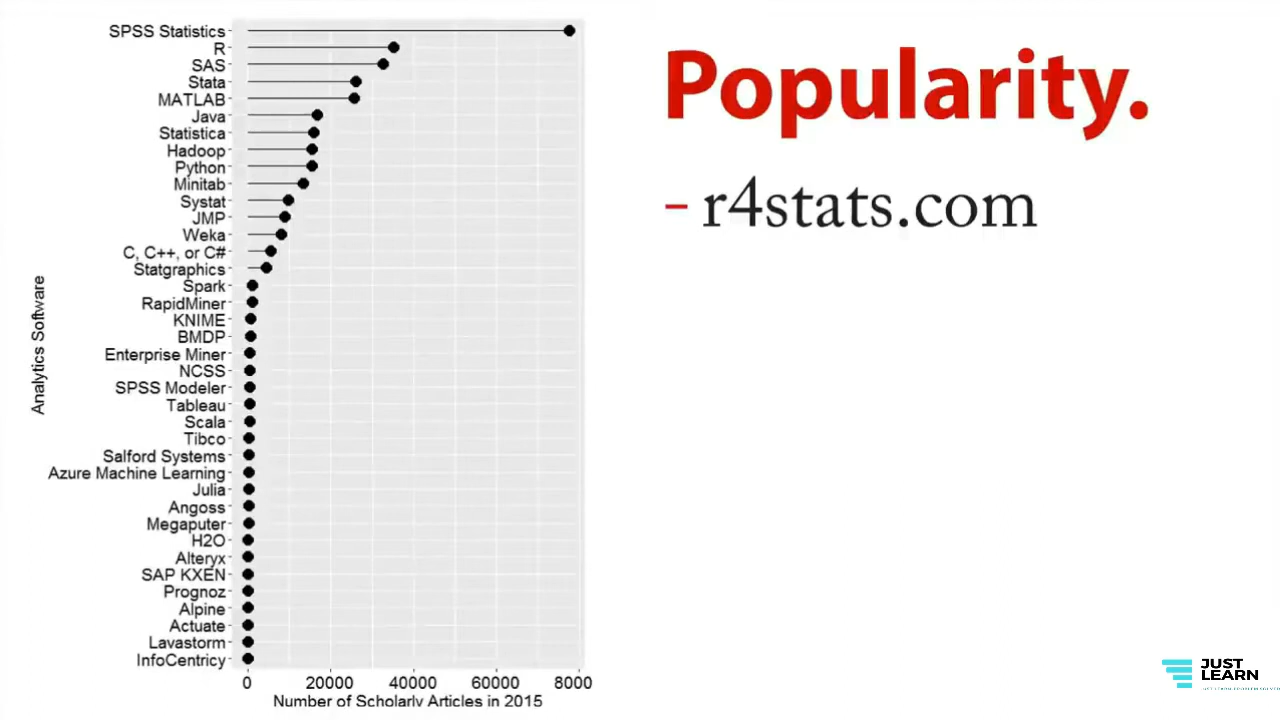 SPSS Statistics
R
SAS
Stata
MATLAB
Java
Statistica
Hadoop
Python
Minitab
Systat
JMP
Weka
C, C++, or C#
Statgraphics
Spark
RapidMiner
KNIME
BMDP
Enterprise Miner
NCSS
SPSS Modeler
Tableau
Scala
Tibco
Salford Systems
Azure Machine Learning
Julia
Angoss
Megaputer
H2O
Alteryx
SAP KXEN
Prognoz
Alpine
Actuate
Lavastorm
InfoCentricy
Analytics Software
0 20000 40000 60000 8000
Number of Scholarly Articles in 2015
Popularity.
- r4stats.com
JUST
LEARN